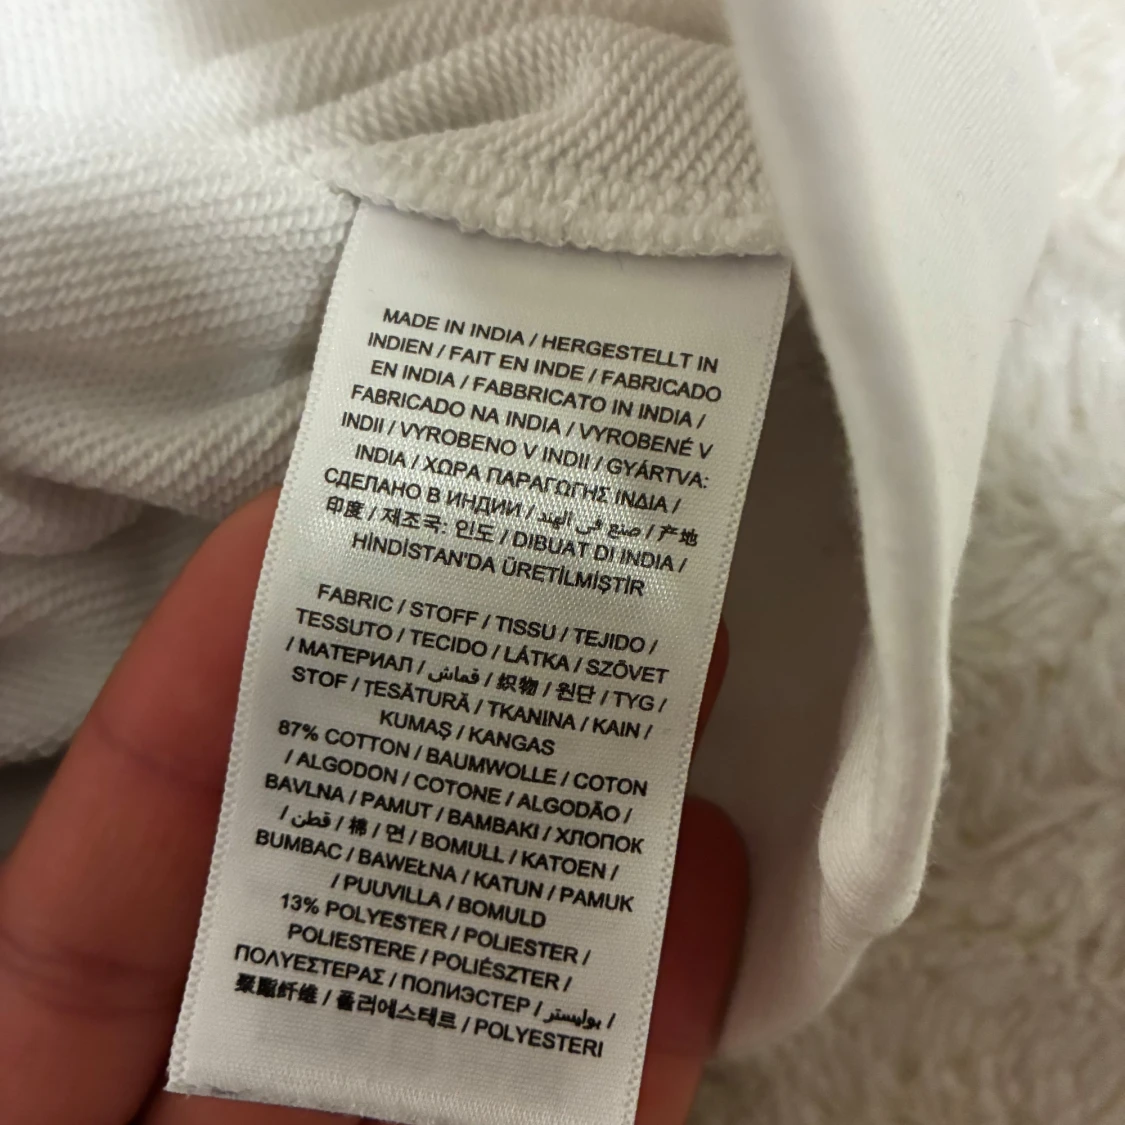 MADE IN INDIA / HERGESTELLT IN
INDIEN / FAIT EN INDE / FABRICADO
EN INDIA / FABBRICATO IN INDIA /
FABRICADO NA INDIA / VYROBENÉ V
INDII / VYROBENO V INDII / GYÁRTVA:
INDIA / ΧΩΡΑ ΠΑΡΑΓΩΓΗΣ ΙΝΔΙΑ /
СДЕЛАНО В ИНДИИ / صنع في الهند / 产地
印度 / 제조국: 인도 / DIBUAT DI INDIA /
HİNDİSTAN'DA ÜRETİLMİŞTİR
FABRIC / STOFF / TISSU / TEJIDO /
TESSUTO / TECIDO / LÁTKA / SZÖVET
/ МАТЕРИАЛ / قماش / 织物 / 원단 / TYG /
STOF / ȚESĂTURĂ / TKANINA / KAIN /
KUMAŞ / KANGAS
87% COTTON / BAUMWOLLE / COTON
/ ALGODON / COTONE / ALGODÃO /
BAVLNA / PAMUT / ΒΑΜΒΑΚΙ / ХЛОПОК
/ قطن / 棉 / 면 / BOMULL / KATOEN /
BUMBAC / BAWEŁNA / KATUN / PAMUK
/ PUUVILLA / BOMULD
13% POLYESTER / POLIESTER /
POLIESTERE / POLIÉSZTER /
ΠΟΛΥΕΣΤΕΡΑΣ / ПОЛИЭСТЕР / بوليستر /
聚酯纤维 / 폴리에스테르 / POLYESTERI